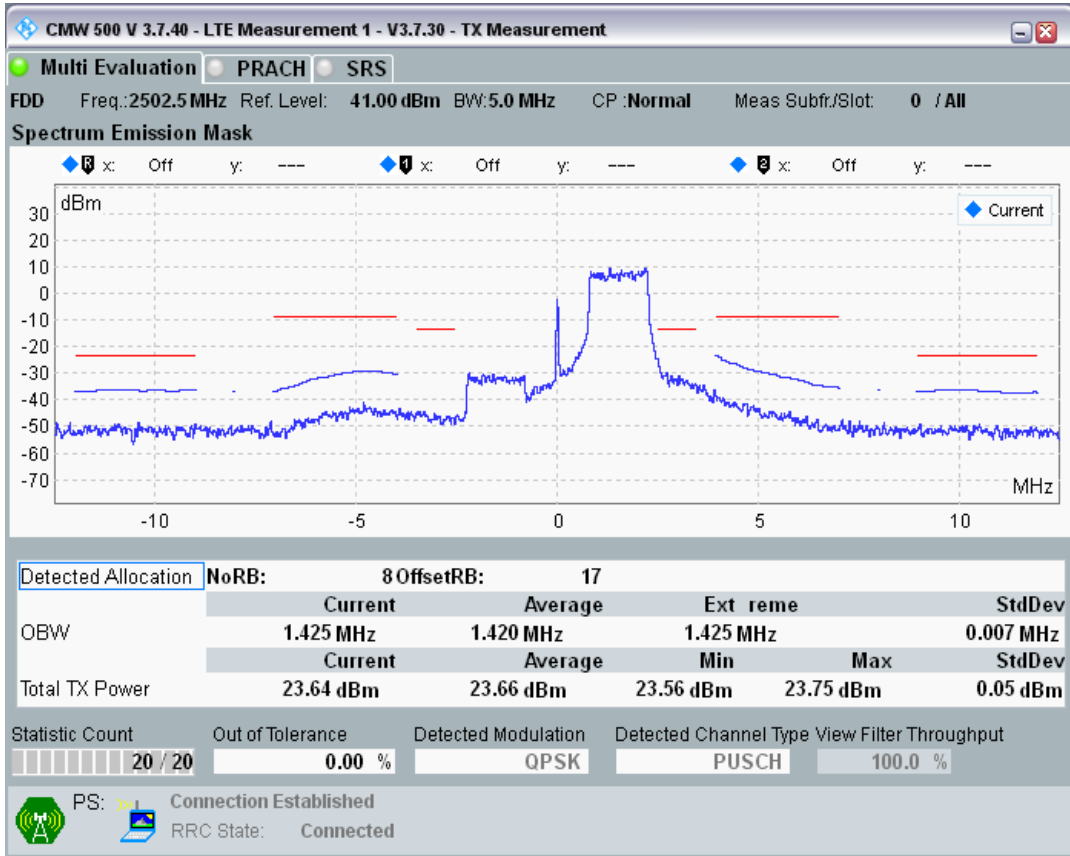 CMW 500 V 3.7.40 - LTE Measurement 1 - V3.7.30 - TX Measurement
Multi Evaluation PRACH SRS
FDD Freq.:2502.5 MHz Ref. Level: 41.00 dBm BW:5.0 MHz CP :Normal Meas Subfr./Slot: 0 / All
Spectrum Emission Mask
R x: Off y: --- 1 x: Off y: --- 2 x: Off y: ---
dBm
Current
30
20
10
0
-10
-20
-30
-40
-50
-60
-70
MHz
-10 -5 0 5 10
Detected Allocation NoRB: 8 OffsetRB: 17
Current Average Ext reme StdDev
OBW 1.425 MHz 1.420 MHz 1.425 MHz 0.007 MHz
Current Average Min Max StdDev
Total TX Power 23.64 dBm 23.66 dBm 23.56 dBm 23.75 dBm 0.05 dBm
Statistic Count Out of Tolerance Detected Modulation Detected Channel Type View Filter Throughput
20 / 20 0.00 % QPSK PUSCH 100.0 %
PS: Connection Established
RRC State: Connected